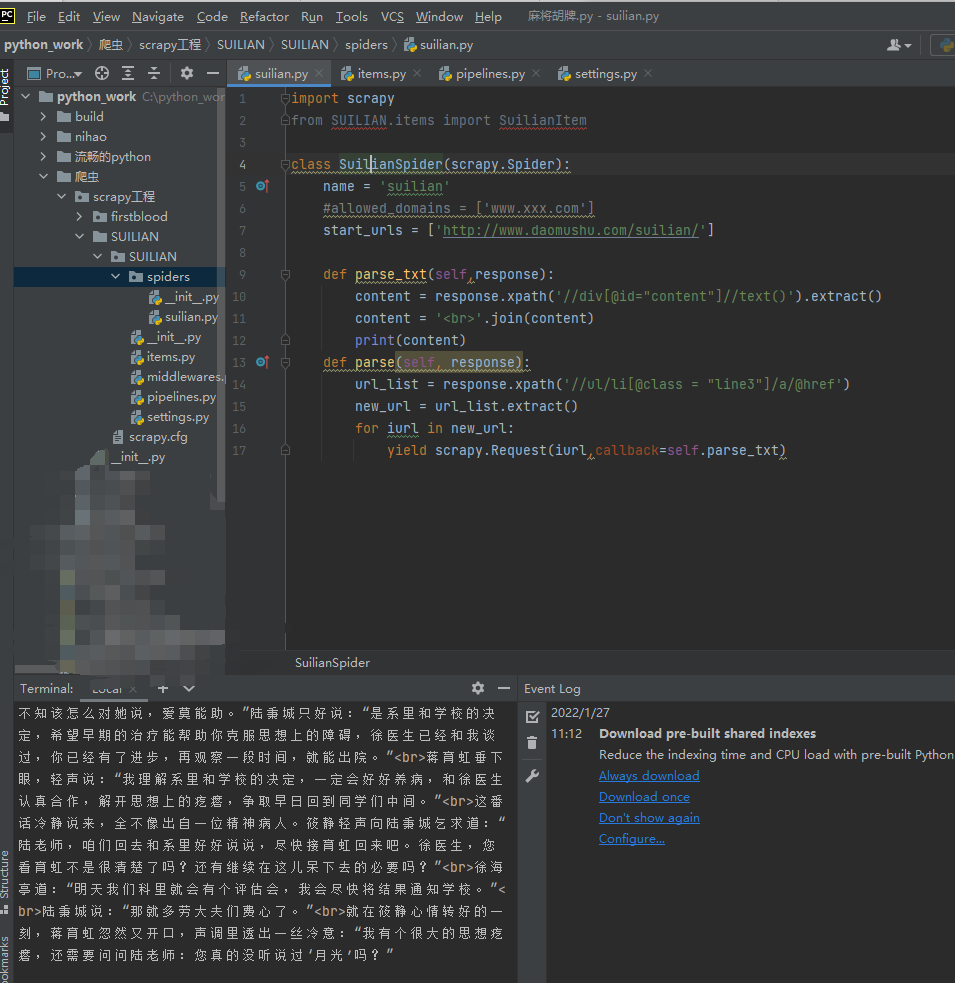 PC File Edit View Navigate Code Refactor Run Tools VCS Window Help 麻将胡牌.py - suilian.py
python_work 爬虫 scrapy工程 SUILIAN SUILIAN spiders suilian.py
Project
Pro... suilian.py items.py pipelines.py settings.py
python_work C:\python_wor
build
nihao
流畅的python
爬虫
scrapy工程
firstblood
SUILIAN
SUILIAN
spiders
__init__.py
suilian.py
__init__.py
items.py
middlewares.
pipelines.py
settings.py
scrapy.cfg
__init__.py
1 import scrapy
2 from SUILIAN.items import SuilianItem
3
4 class SuilianSpider(scrapy.Spider):
5 name = 'suilian'
6 #allowed_domains = ['www.xxx.com']
7 start_urls = ['http://www.daomushu.com/suilian/']
8
9 def parse_txt(self,response):
10 content = response.xpath('//div[@id="content"]//text()').extract()
11 content = '<br>'.join(content)
12 print(content)
13 def parse(self, response):
14 url_list = response.xpath('//ul/li[@class = "line3"]/a/@href')
15 new_url = url_list.extract()
16 for iurl in new_url:
17 yield scrapy.Request(iurl,callback=self.parse_txt)
SuilianSpider
Terminal: Local
不知该怎么对她说，爱莫能助。”陆秉城只好说：“是系里和学校的决
定，希望早期的治疗能帮助你克服思想上的障碍，徐医生已经和我谈
过，你已经有了进步，再观察一段时间，就能出院。”<br>蒋育虹垂下
眼，轻声说：“我理解系里和学校的决定，一定会好好养病，和徐医生
认真合作，解开思想上的疙瘩，争取早日回到同学们中间。”<br>这番
话冷静说来，全不像出自一位精神病人。筱静轻声向陆秉城乞求道：“
陆老师，咱们回去和系里好好说说，尽快接育虹回来吧。徐医生，您
看育虹不是很清楚了吗？还有继续在这儿呆下去的必要吗？”<br>徐海
亭道：“明天我们科里就会有个评估会，我会尽快将结果通知学校。”<
br>陆秉城说：“那就多劳大夫们费心了。”<br>就在筱静心情转好的一
刻，蒋育虹忽然又开口，声调里透出一丝冷意：“我有个很大的思想疙
瘩，还需要问问陆老师：您真的没听说过‘月光’吗？”
Event Log
2022/1/27
11:12 Download pre-built shared indexes
Reduce the indexing time and CPU load with pre-built Python
Always download
Download once
Don't show again
Configure...
Structure
okmarks